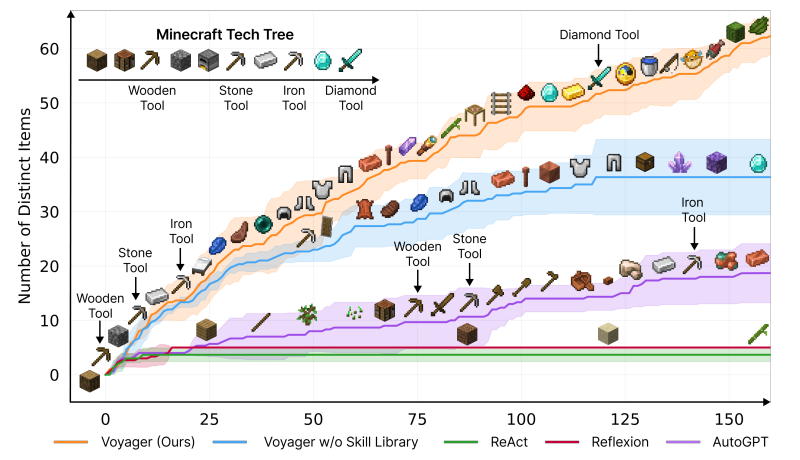 Minecraft Tech Tree
Wooden
Tool
Stone
Tool
Iron
Tool
Diamond
Tool
Diamond Tool
Wooden
Tool
Stone
Tool
Iron
Tool
Wooden
Tool
Stone
Tool
Iron
Tool
Number of Distinct Items
60
50
40
30
20
10
0
0
25
50
75
100
125
150
Voyager (Ours)
Voyager w/o Skill Library
ReAct
Reflexion
AutoGPT